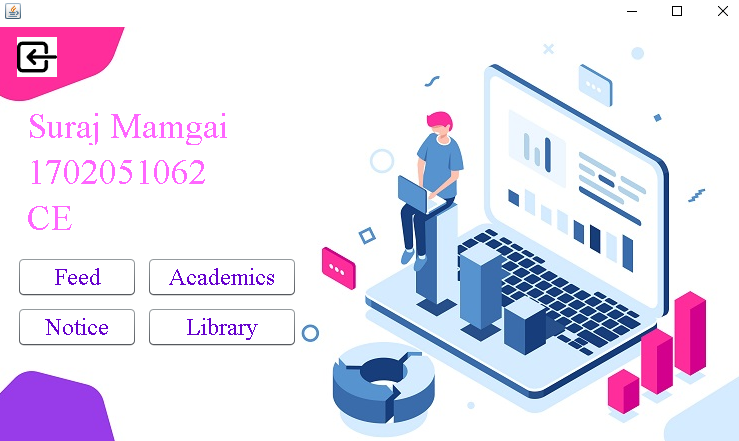 Suraj Mamgai
1702051062
CE
Feed
Academics
Notice
Library